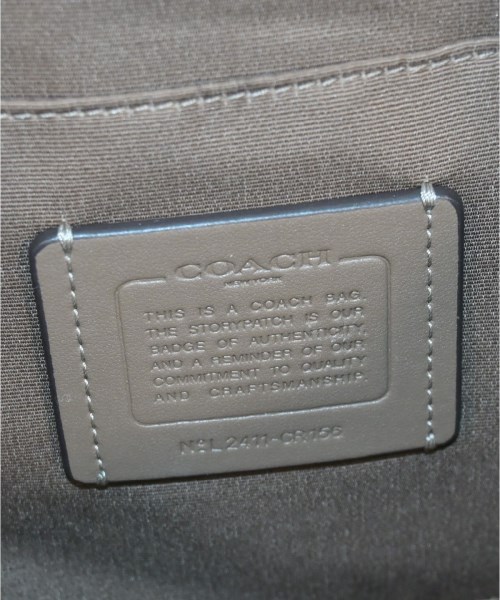 COACH
NEW YORK
THIS IS A COACH BAG.
THE STORYPATCH IS OUR
BADGE OF AUTHENTICITY,
AND A REMINDER OF OUR
COMMITMENT TO QUALITY
AND CRAFTSMANSHIP.
Nº L2411-CR156